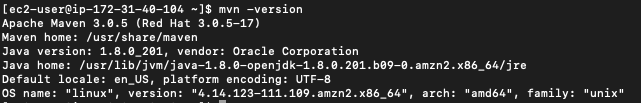 [ec2-user@ip-172-31-40-104 ~]$ mvn -version
Apache Maven 3.0.5 (Red Hat 3.0.5-17)
Maven home: /usr/share/maven
Java version: 1.8.0_201, vendor: Oracle Corporation
Java home: /usr/lib/jvm/java-1.8.0-openjdk-1.8.0.201.b09-0.amzn2.x86_64/jre
Default locale: en_US, platform encoding: UTF-8
OS name: "linux", version: "4.14.123-111.109.amzn2.x86_64", arch: "amd64", family: "unix"